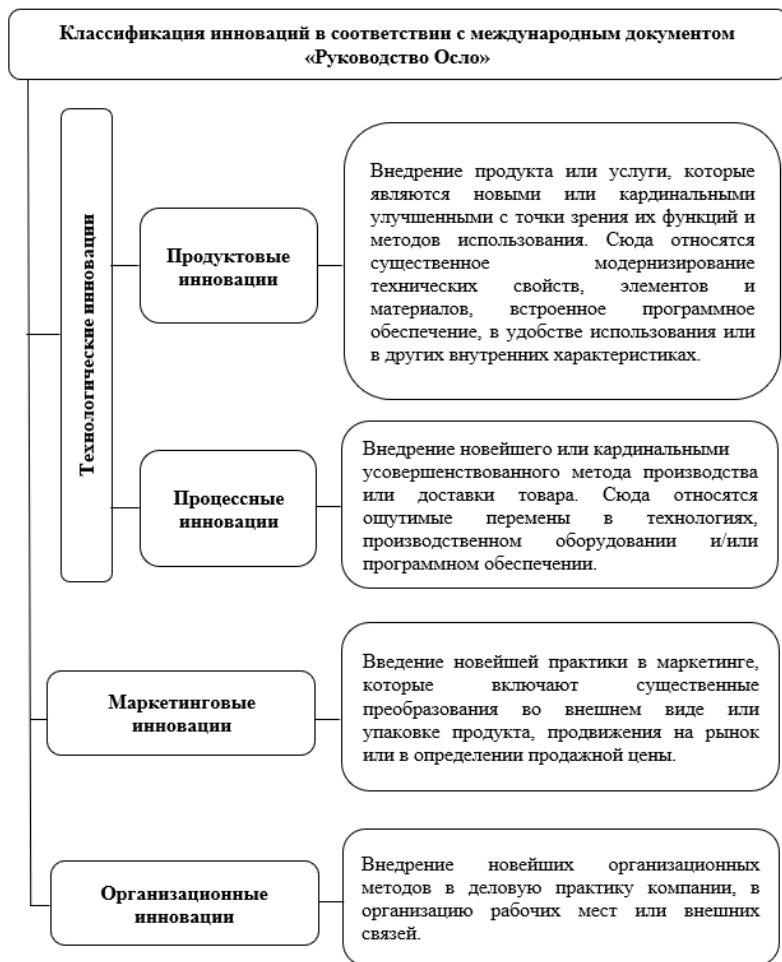 Классификация инноваций в соответствии с международным документом
«Руководство Осло»
Технологические инновации
Продуктовые
инновации
Внедрение продукта или услуги, которые
являются новыми или кардинальными
улучшенными с точки зрения их функций и
методов использования. Сюда относятся
существенное модернизирование
технических свойств, элементов и
материалов, встроенное программное
обеспечение, в удобстве использования или
в других внутренних характеристиках.
Процессные
инновации
Внедрение новейшего или кардинальными
усовершенствованного метода производства
или доставки товара. Сюда относятся
ощутимые перемены в технологиях,
производственном оборудовании и/или
программном обеспечении.
Маркетинговые
инновации
Введение новейшей практики в маркетинге,
которые включают существенные
преобразования во внешнем виде или
упаковке продукта, продвижения на рынок
или в определении продажной цены.
Организационные
инновации
Внедрение новейших организационных
методов в деловую практику компании, в
организацию рабочих мест или внешних
связей.